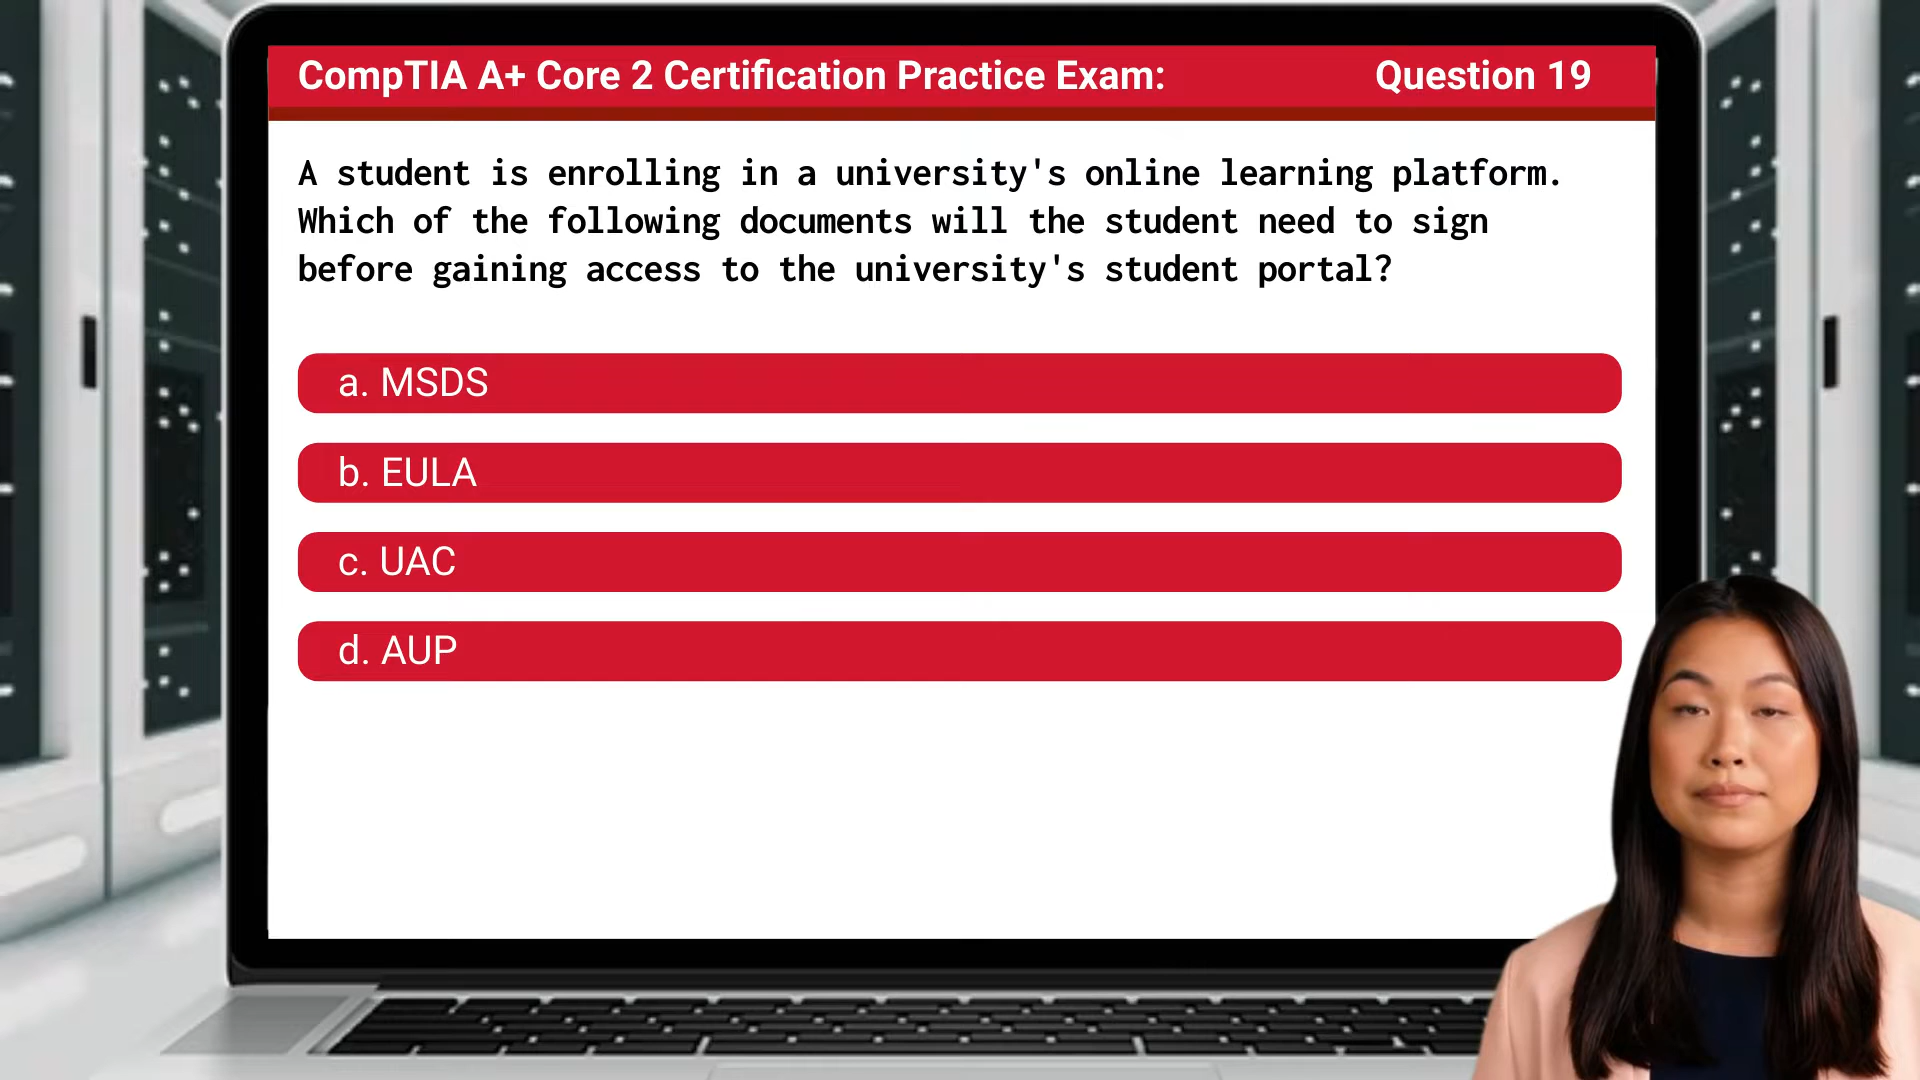 CompTIA A+ Core 2 Certification Practice Exam: Question 19
A student is enrolling in a university's online learning platform.
Which of the following documents will the student need to sign
before gaining access to the university's student portal?
a. MSDS
b. EULA
c. UAC
d. AUP